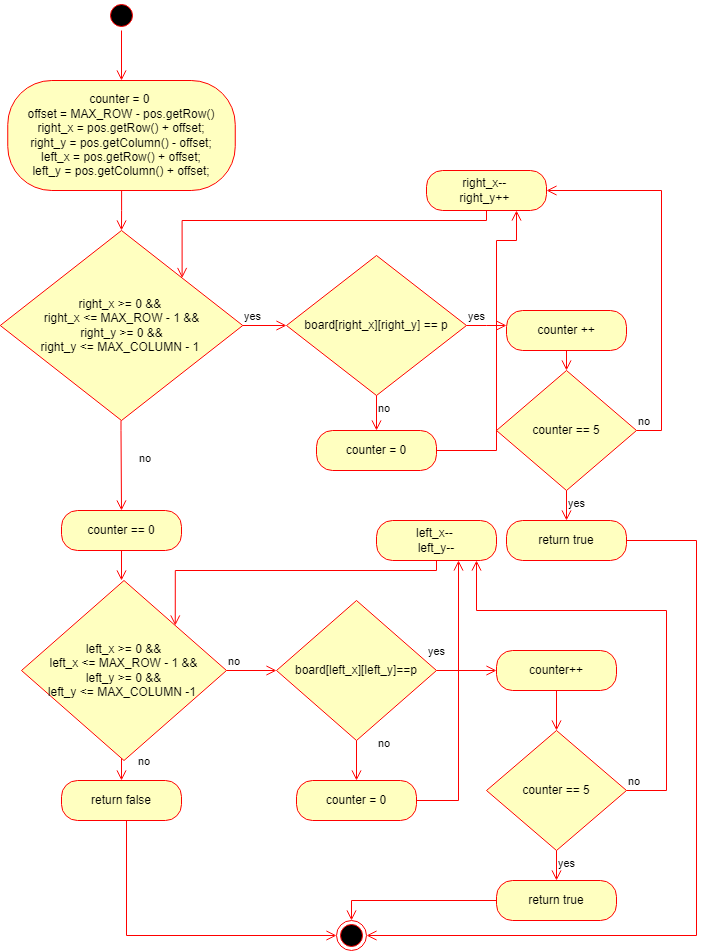 counter = 0
offset = MAX_ROW - pos.getRow()
right_x = pos.getRow() + offset;
right_y = pos.getColumn() - offset;
left_x = pos.getRow() + offset;
left_y = pos.getColumn() + offset;
right_x--
right_y++
right_x >= 0 &&
right_x <= MAX_ROW - 1 &&
right_y >= 0 &&
right_y <= MAX_COLUMN - 1
yes
board[right_x][right_y] == p
yes
counter ++
no
counter = 0
counter == 5
no
yes
return true
no
counter == 0
left_x--
left_y--
left_x >= 0 &&
left_x <= MAX_ROW - 1 &&
left_y >= 0 &&
left_y <= MAX_COLUMN -1
no
board[left_x][left_y]==p
yes
counter++
no
counter = 0
counter == 5
no
yes
return true
no
return false